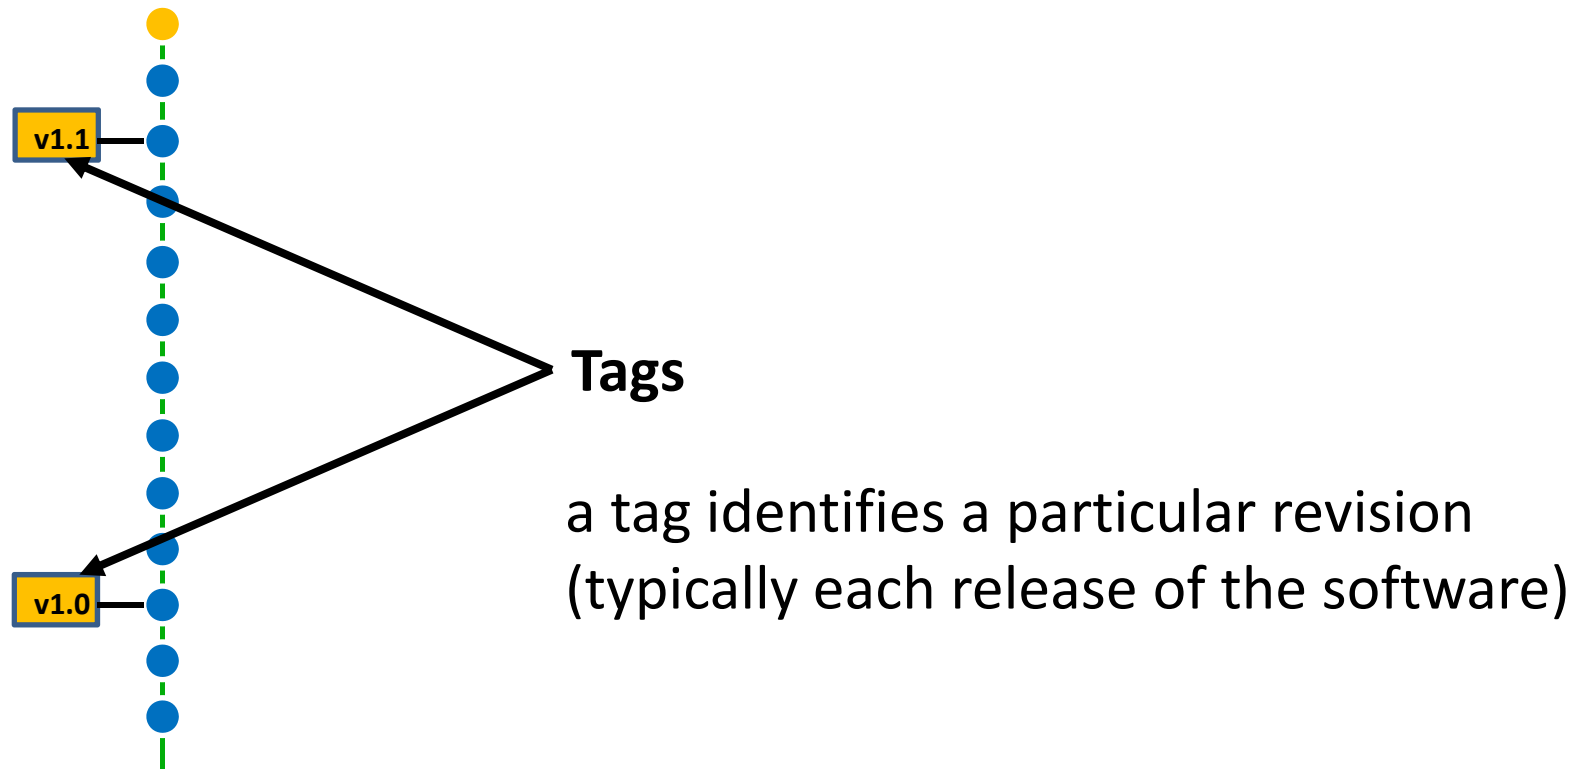 v1.1
Tags
a tag identifies a particular revision
(typically each release of the software)
v1.0